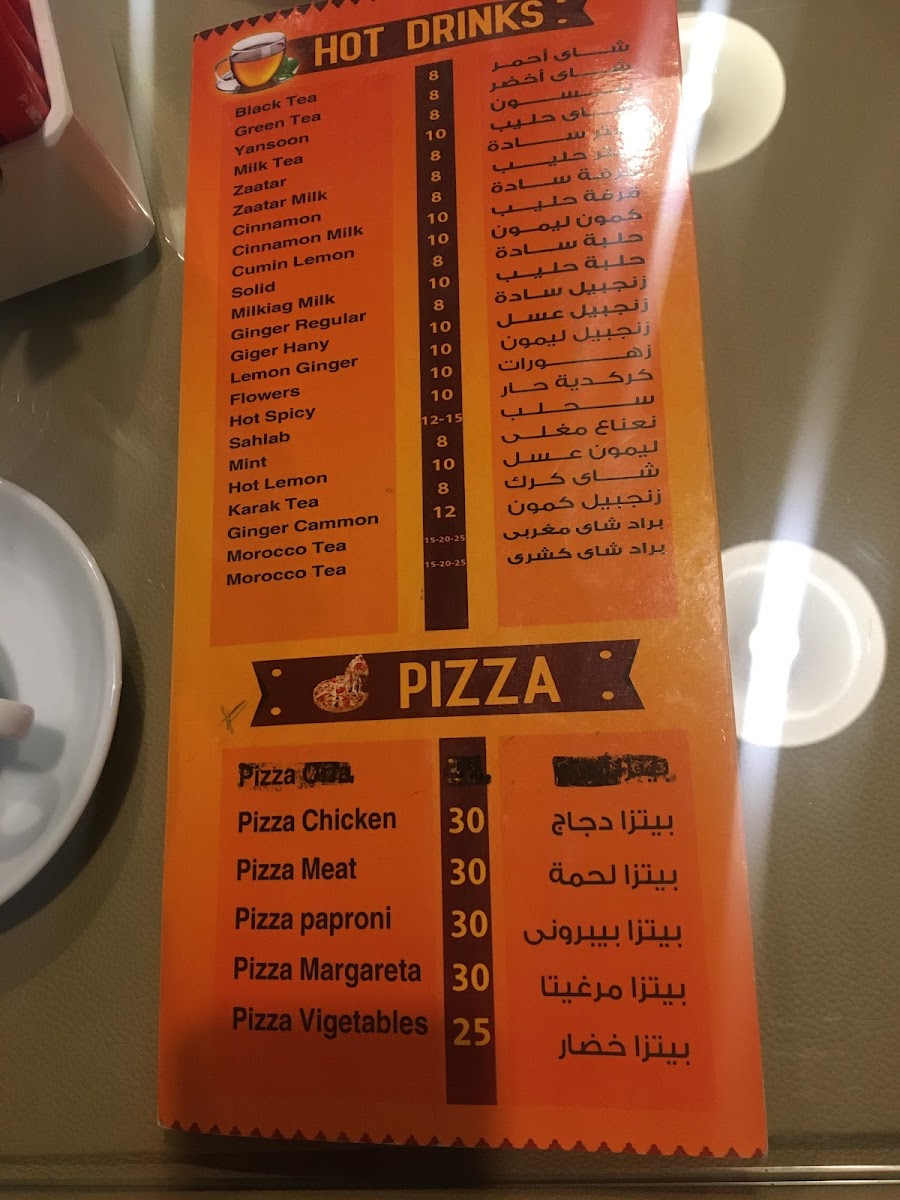 HOT DRINKS
Black Tea 8 شاى أحمر
Green Tea 8 شاى أخضر
Yansoon 8
Milk Tea 10 حليب
Zaatar 8 سادة
Zaatar Milk 8 حليب
Cinnamon 8 قرفة سادة
Cinnamon Milk 10 قرفة حليب
Cumin Lemon 10 كمون ليمون
Solid 8 حلبة سادة
Milkiag Milk 10 حلبة حليب
Ginger Regular 8 زنجبيل سادة
Giger Hany 10 زنجبيل عسل
Lemon Ginger 10 زنجبيل ليمون
Flowers 10 زهورات
Hot Spicy 10 كركدية حار
Sahlab 12-15 سحلب
Mint 8 نعناع مغلى
Hot Lemon 10 ليمون عسل
Karak Tea 8 شاى كرك
Ginger Cammon 12 زنجبيل كمون
Morocco Tea 15-20-25 براد شاى مغربى
Morocco Tea 15-20-25 براد شاى كشرى
PIZZA
Pizza
Pizza Chicken 30 بيتزا دجاج
Pizza Meat 30 بيتزا لحمة
Pizza paproni 30 بيتزا بيبرونى
Pizza Margareta 30 بيتزا مرغيتا
Pizza Vigetables 25 بيتزا خضار